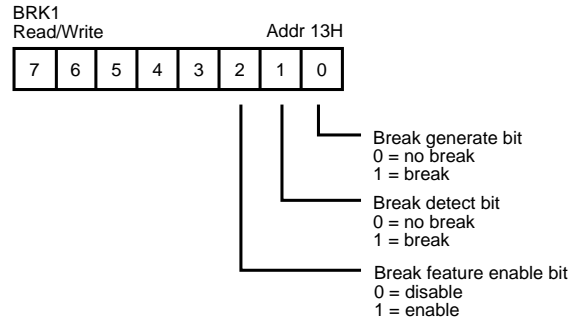 BRK1
Read/Write Addr 13H
7 6 5 4 3 2 1 0
Break generate bit
0 = no break
1 = break
Break detect bit
0 = no break
1 = break
Break feature enable bit
0 = disable
1 = enable